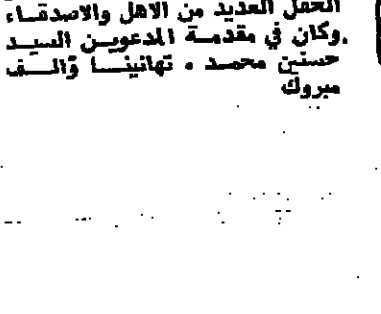 الحفل العديد من الاهل والاصدقاء
وكان في مقدمة المدعوين السيد
حسنين محمد . تهانينا والف
مبروك